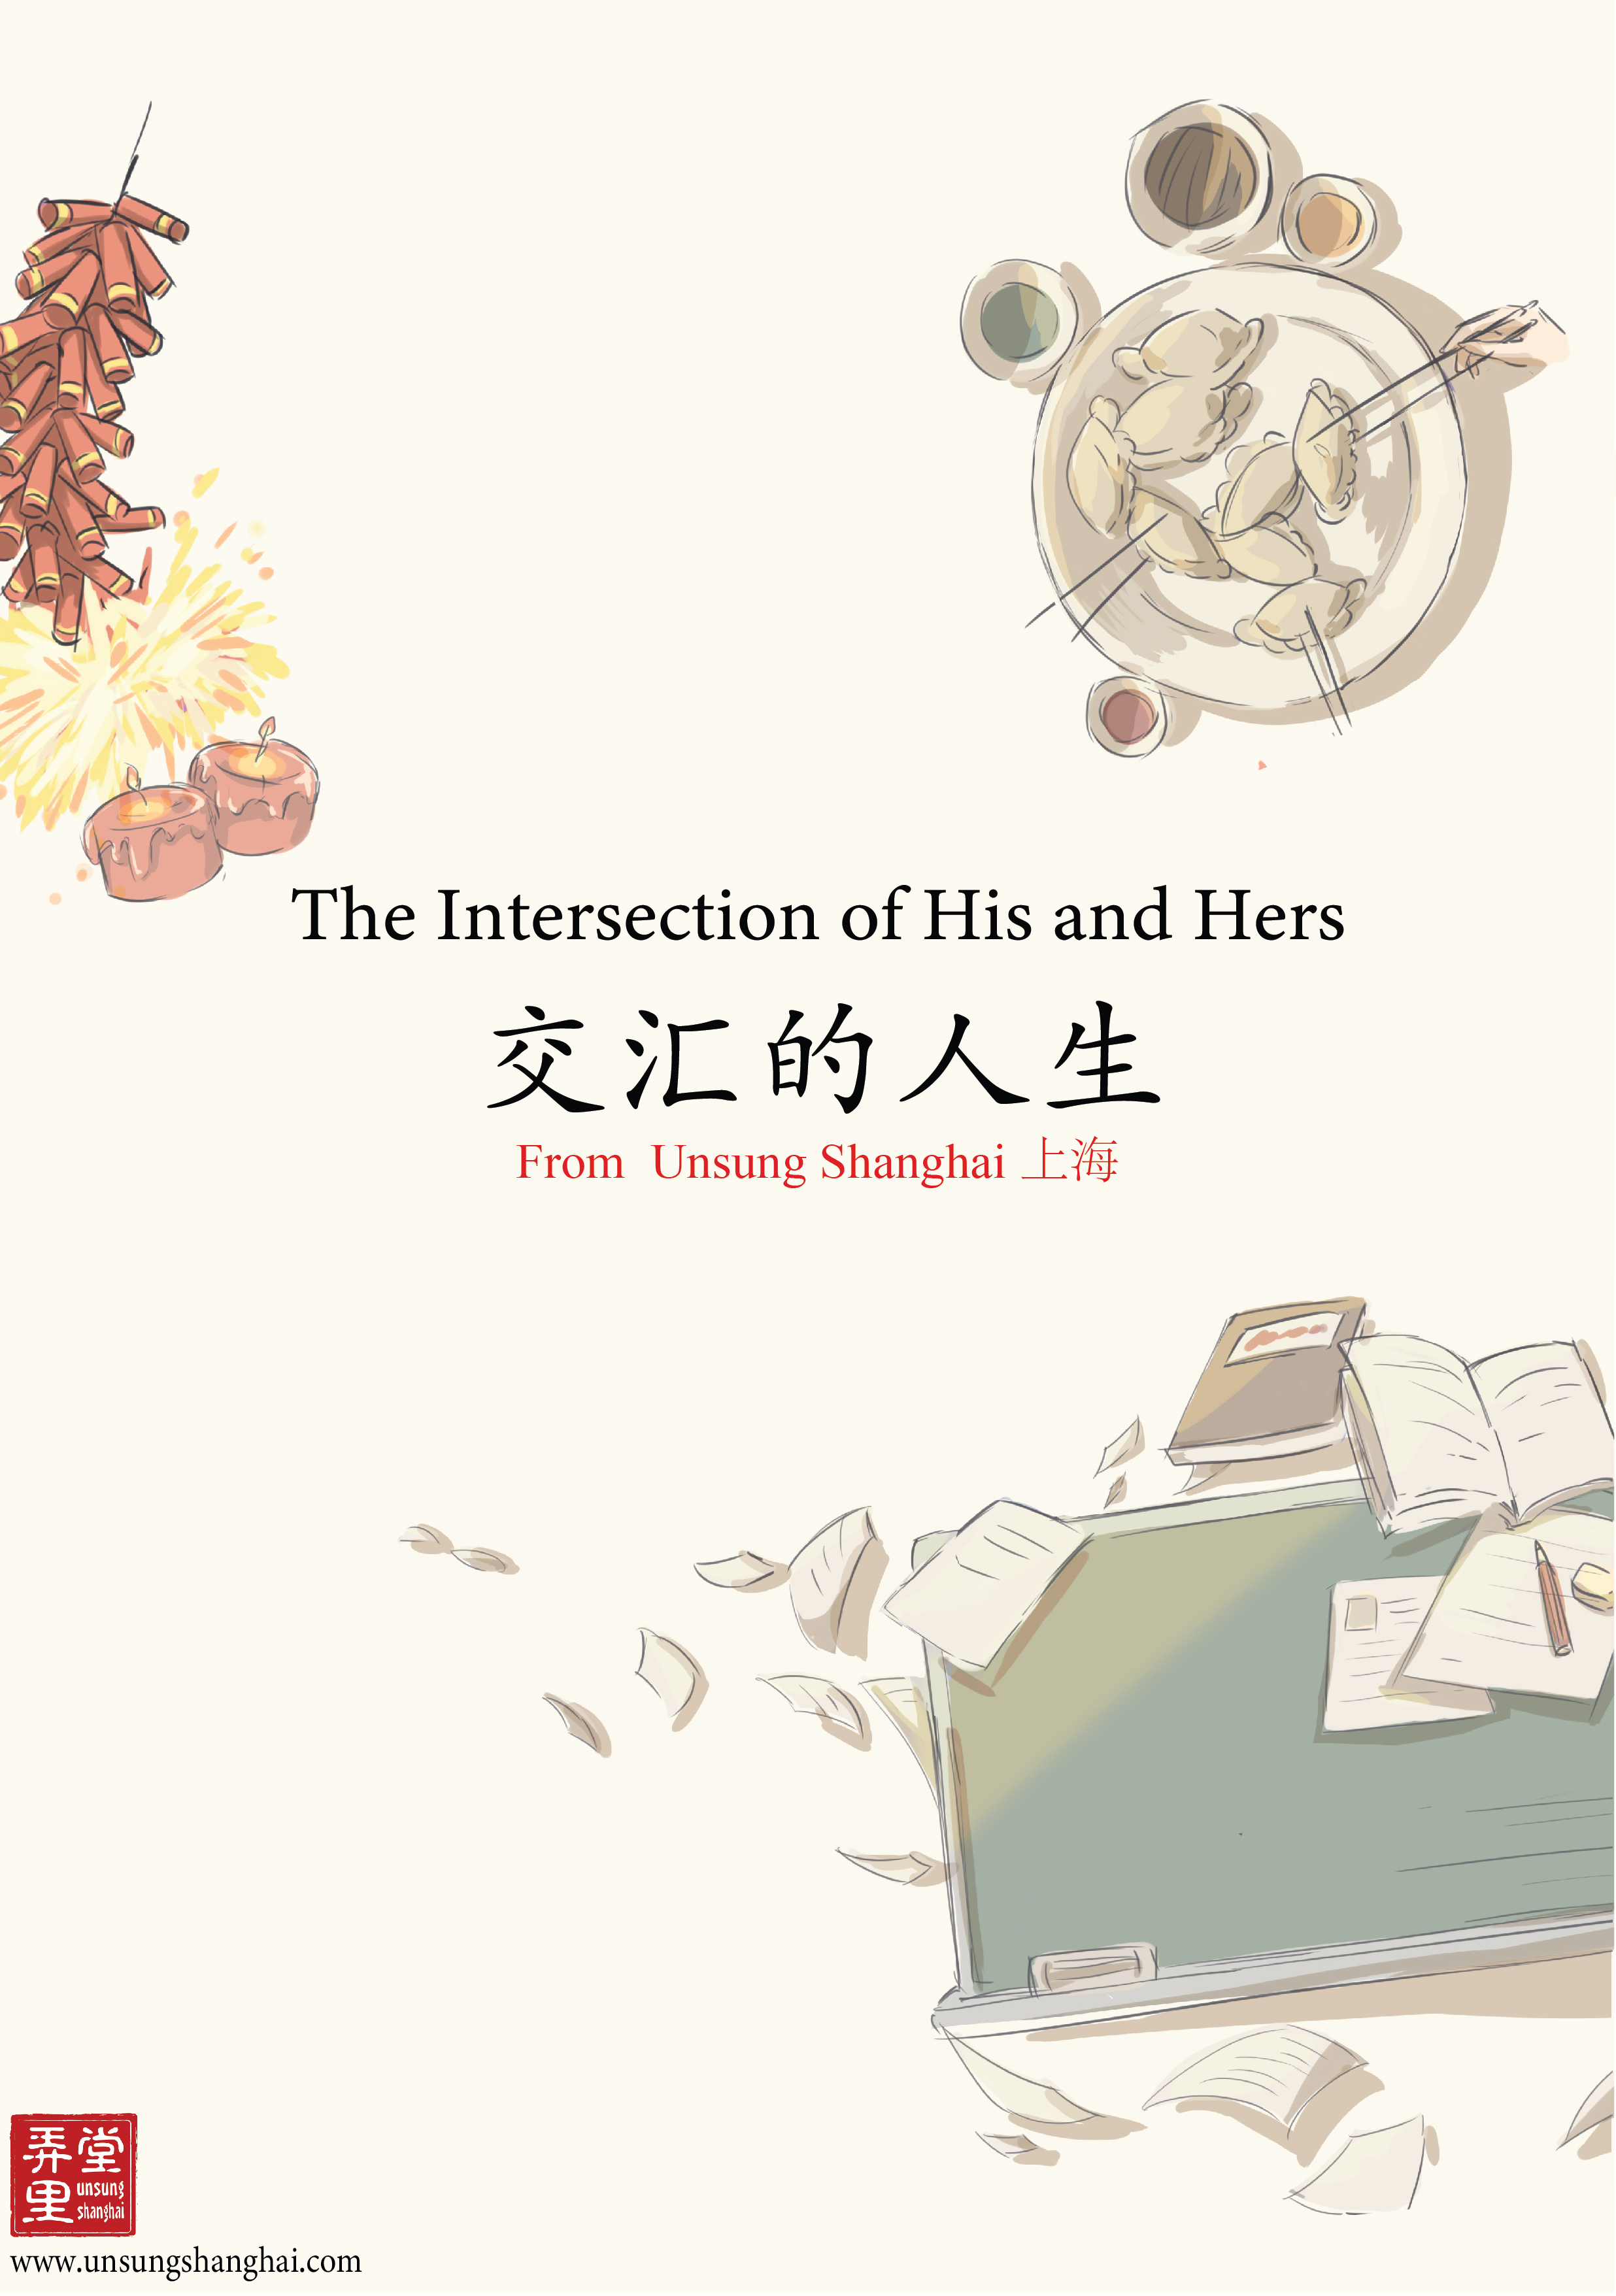 The Intersection of His and Hers
交汇的人生
From Unsung Shanghai 上海
弄堂
里 unsung
shanghai
www.unsungshanghai.com